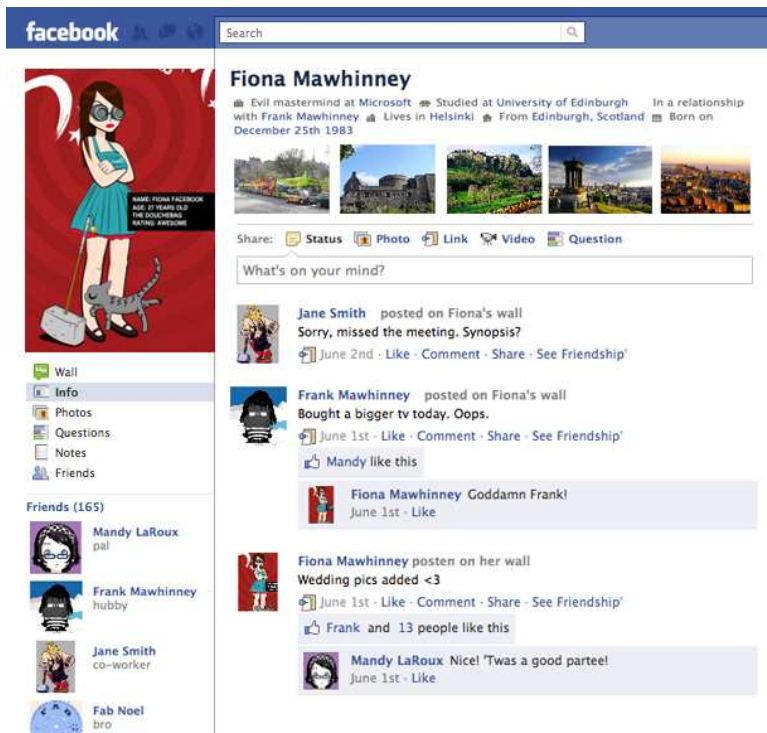 facebook
Search
Fiona Mawhinney
Evil mastermind at Microsoft Studied at University of Edinburgh In a relationship
with Frank Mawhinney Lives in Helsinki From Edinburgh, Scotland Born on
December 25th 1983
NAME: FIONA FACEBOOK
AGE: 27 YEARS OLD
THE DOUCHEBAG
RATING: AWESOME
Share: Status Photo Link Video Question
What's on your mind?
Jane Smith posted on Fiona's wall
Sorry, missed the meeting. Synopsis?
June 2nd · Like · Comment · Share · See Friendship'
Frank Mawhinney posted on Fiona's wall
Bought a bigger tv today. Oops.
June 1st · Like · Comment · Share · See Friendship'
Mandy like this
Fiona Mawhinney Goddamn Frank!
June 1st · Like
Fiona Mawhinney posten on her wall
Wedding pics added <3
June 1st · Like · Comment · Share · See Friendship'
Frank and 13 people like this
Mandy LaRoux Nice! 'Twas a good partee!
June 1st · Like
Wall
Info
Photos
Questions
Notes
Friends
Friends (165)
Mandy LaRoux
pal
Frank Mawhinney
hubby
Jane Smith
co-worker
Fab Noel
bro
FAB